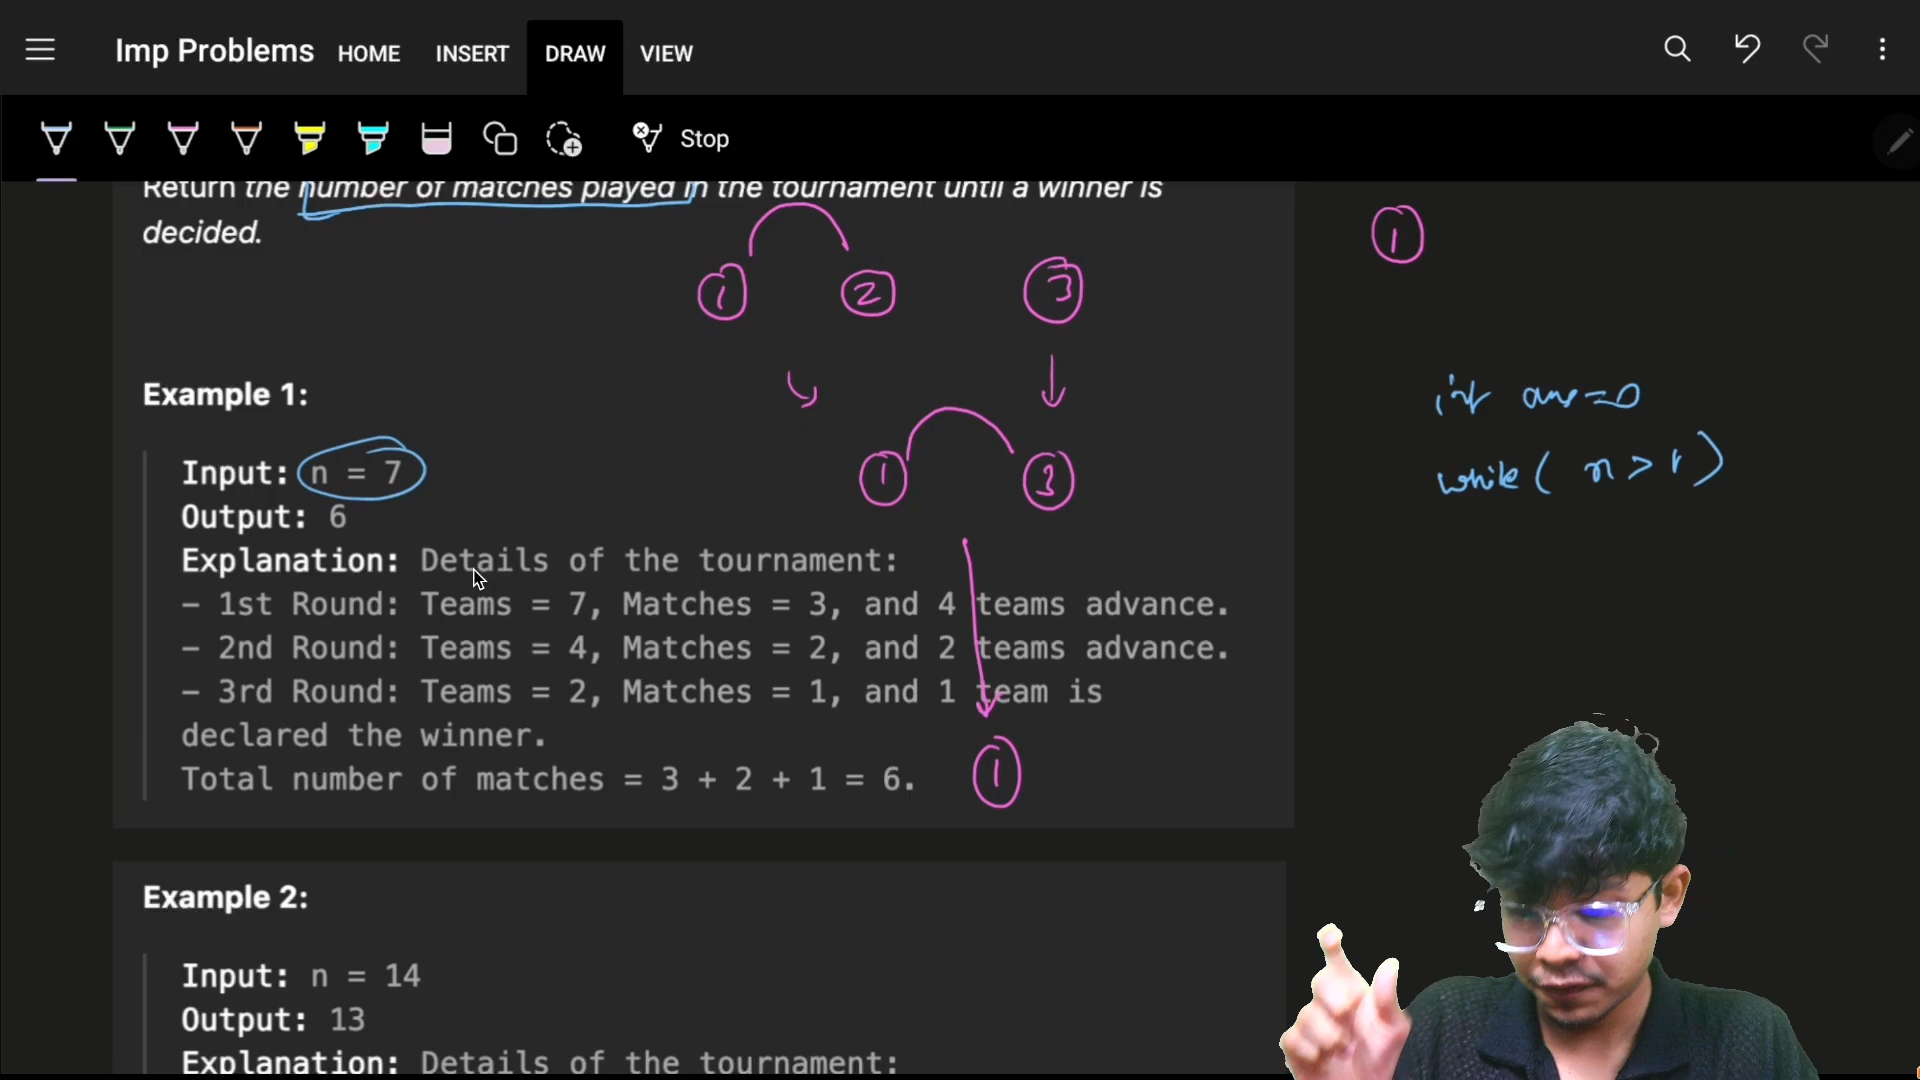 Imp Problems HOME INSERT DRAW VIEW
Stop
Return the number of matches played in the tournament until a winner is
decided.
1
1 2 3
Example 1:
int ans=0
Input: n = 7
1 3
while ( n > 1 )
Output: 6
Explanation: Details of the tournament:
- 1st Round: Teams = 7, Matches = 3, and 4 teams advance.
- 2nd Round: Teams = 4, Matches = 2, and 2 teams advance.
- 3rd Round: Teams = 2, Matches = 1, and 1 team is
declared the winner.
Total number of matches = 3 + 2 + 1 = 6.
1
Example 2:
Input: n = 14
Output: 13
Explanation: Details of the tournament: